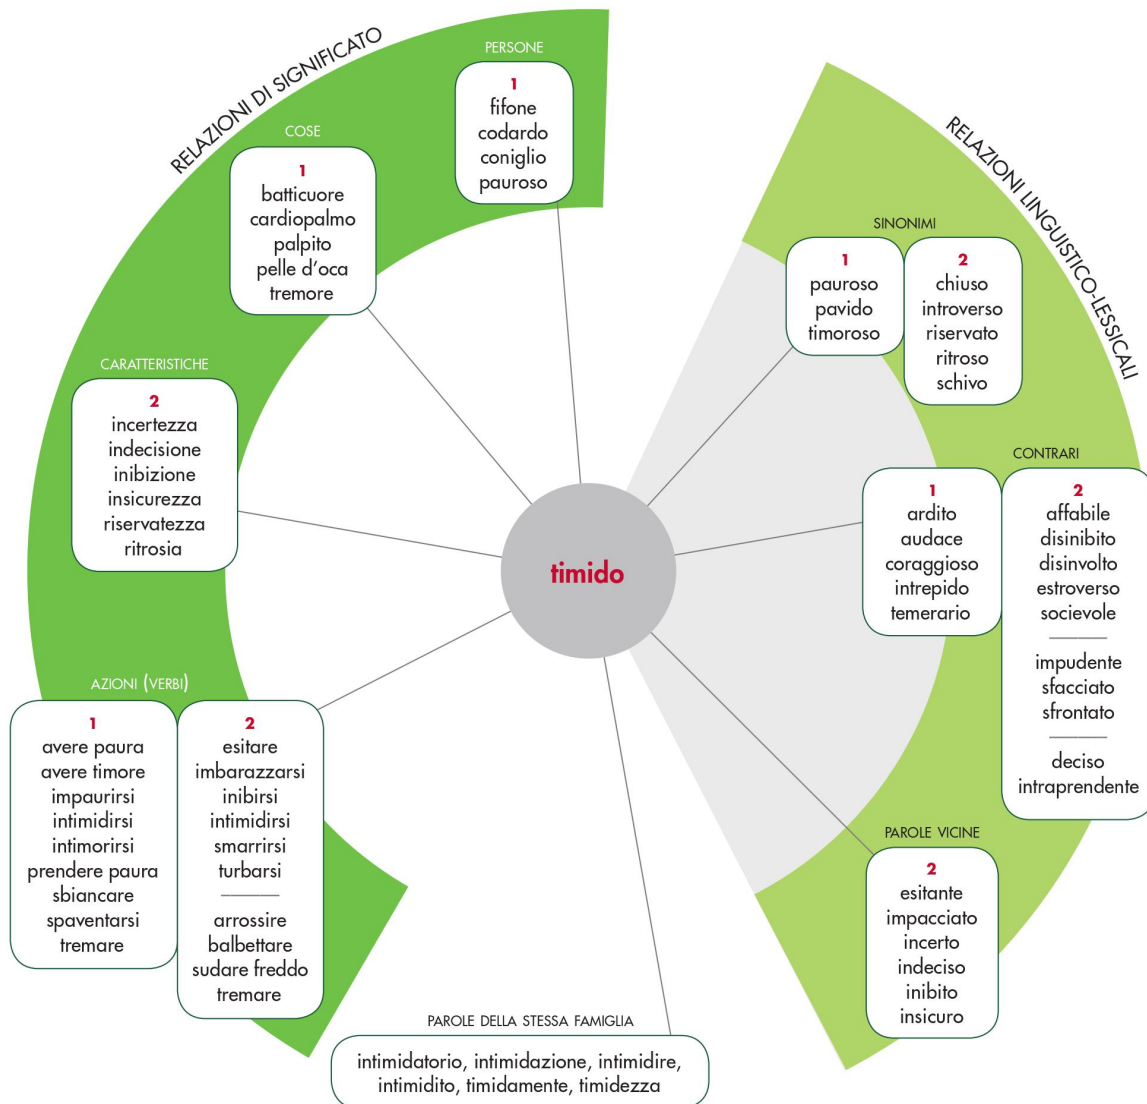 RELAZIONI DI SIGNIFICATO
PERSONE
1
fifone
codardo
coniglio
pauroso
COSE
1
batticuore
cardiopalmo
palpito
pelle d'oca
tremore
CARATTERISTICHE
2
incertezza
indecisione
inibizione
insicurezza
riservatezza
ritrosia
AZIONI (VERBI)
1
avere paura
avere timore
impaurirsi
intimidirsi
intimorirsi
prendere paura
sbiancare
spaventarsi
tremare
2
esitare
imbarazzarsi
inibirsi
intimidirsi
smarrirsi
turbarsi
arrossire
balbettare
sudare freddo
tremare
timido
RELAZIONI LINGUISTICO-LESSICALI
SINONIMI
1
pauroso
pavido
timoroso
2
chiuso
introverso
riservato
ritroso
schivo
CONTRARI
1
ardito
audace
coraggioso
intrepido
temerario
2
affabile
disinibito
disinvolto
estroverso
socievole
impudente
sfacciato
sfrontato
deciso
intraprendente
PAROLE VICINE
2
esitante
impacciato
incerto
indeciso
inibito
insicuro
PAROLE DELLA STESSA FAMIGLIA
intimidatorio, intimidazione, intimidire,
intimidito, timidamente, timidezza